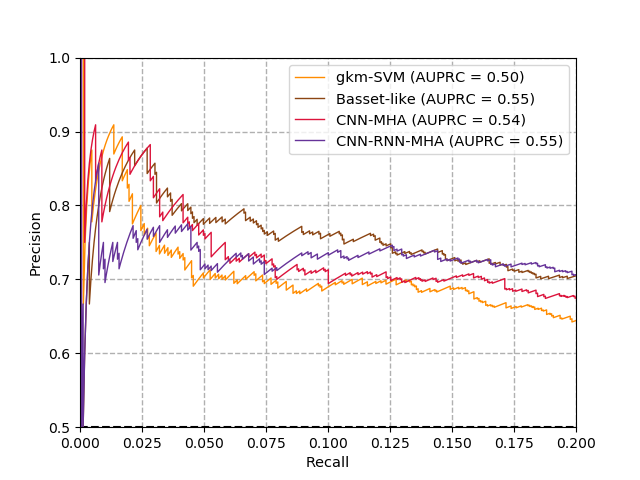 1.0
0.9
0.8
0.7
0.6
0.5
Precision
gkm-SVM (AUPRC = 0.50)
Basset-like (AUPRC = 0.55)
CNN-MHA (AUPRC = 0.54)
CNN-RNN-MHA (AUPRC = 0.55)
0.000 0.025 0.050 0.075 0.100 0.125 0.150 0.175 0.200
Recall